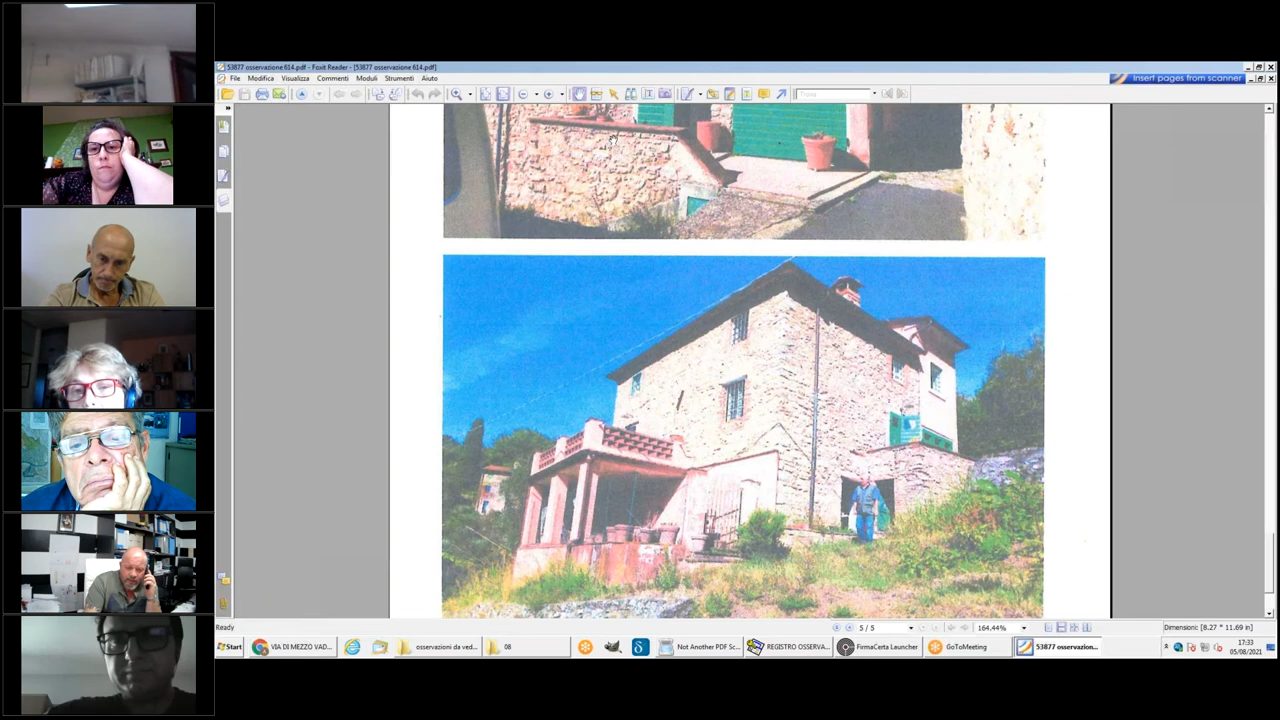 53877 osservazione 614.pdf - Foxit Reader - [53877 osservazione 614.pdf]
File Modifica Visualizza Commenti Moduli Strumenti Aiuto
Insert pages from scanner
Trova
Ready
5 / 5
164.44%
Dimensioni: [8.27 * 11.69 in]
Start
VIA DI MEZZO VAD...
osservazioni da ved...
08
Not Another PDF Sc...
REGISTRO OSSERVA...
FirmaCerta Launcher
GoToMeeting
53877 osservazion...
17:33
05/08/2021